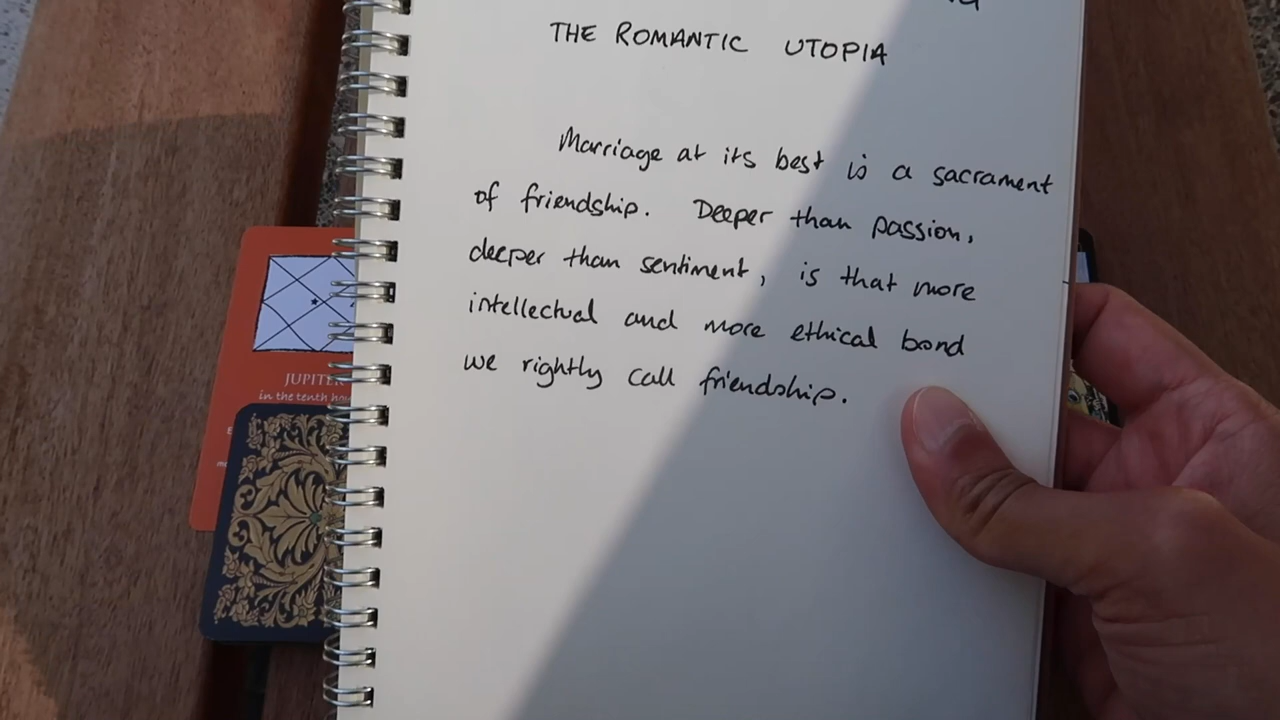 THE ROMANTIC UTOPIA
Marriage at its best is a sacrament
of friendship. Deeper than passion,
deeper than sentiment, is that more
intellectual and more ethical bond
we rightly call friendship.
JUPITER
in the tenth